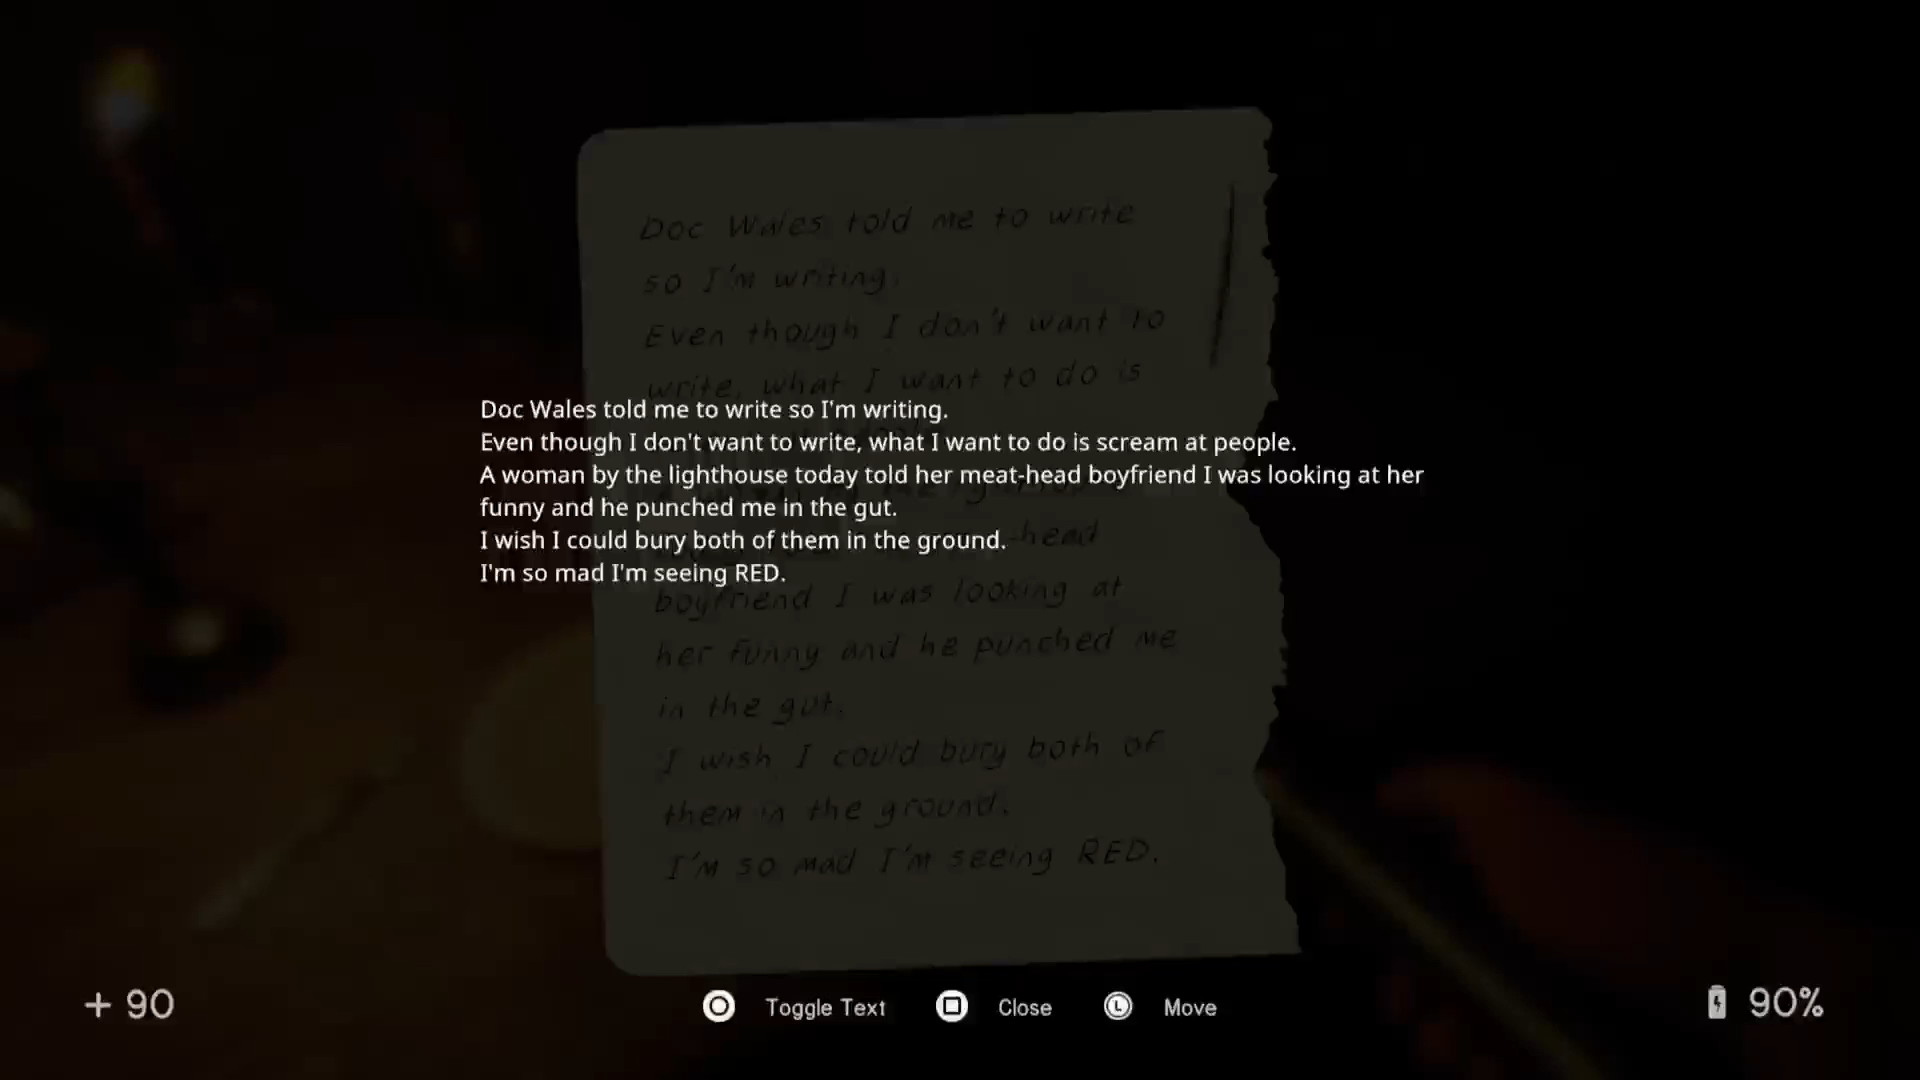 Doc Wales told me to write
so I'm writing.
Even though I don't want to
write, what I want to do is
Doc Wales told me to write so I'm writing.
Even though I don't want to write, what I want to do is scream at people.
A woman by the lighthouse today told her meat-head boyfriend I was looking at her
funny and he punched me in the gut.
I wish I could bury both of them in the ground.
I'm so mad I'm seeing RED.
-head
boyfriend I was looking at
her funny and he punched me
in the gut.
I wish I could bury both of
them in the ground.
I'm so mad I'm seeing RED.
+ 90
Toggle Text Close L Move
90%